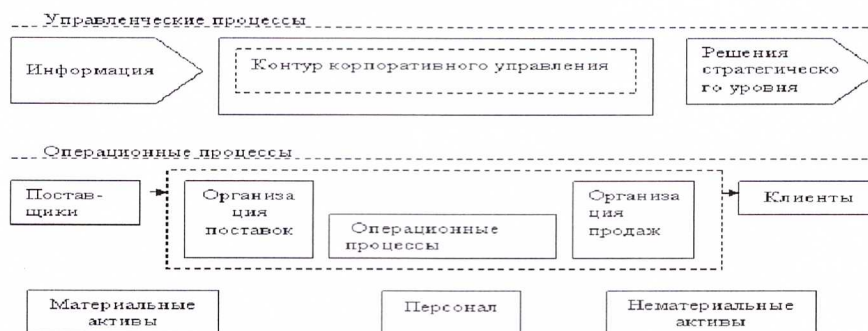 Управленческие процессы
Информация
Контур корпоративного управления
Решения
стратегическо
го уровня
Операционные процессы
Постав-
щики
Организа
ция
поставок
Операционные
процессы
Организа
ция
продаж
Клиенты
Материальные
активы
Персонал
Нематериальные
активы